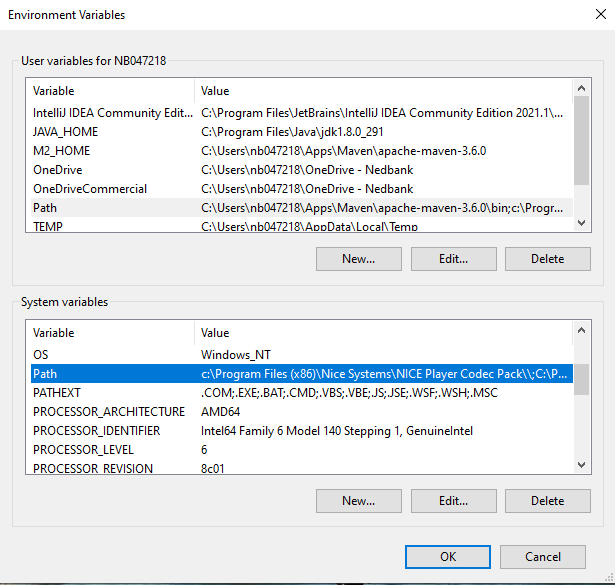 Environment Variables
User variables for NB047218
Variable Value
IntelliJ IDEA Community Edit... C:\Program Files\JetBrains\IntelliJ IDEA Community Edition 2021.1\...
JAVA_HOME C:\Program Files\Java\jdk1.8.0_291
M2_HOME C:\Users\nb047218\Apps\Maven\apache-maven-3.6.0
OneDrive C:\Users\nb047218\OneDrive - Nedbank
OneDriveCommercial C:\Users\nb047218\OneDrive - Nedbank
Path C:\Users\nb047218\Apps\Maven\apache-maven-3.6.0\bin;c:\Progr...
TEMP C:\Users\nb047218\AppData\Local\Temp
New... Edit... Delete
System variables
Variable Value
OS Windows_NT
Path c:\Program Files (x86)\Nice Systems\NICE Player Codec Pack\\;C:\P...
PATHEXT .COM;.EXE;.BAT;.CMD;.VBS;.VBE;.JS;.JSE;.WSF;.WSH;.MSC
PROCESSOR_ARCHITECTURE AMD64
PROCESSOR_IDENTIFIER Intel64 Family 6 Model 140 Stepping 1, GenuineIntel
PROCESSOR_LEVEL 6
PROCESSOR_REVISION 8c01
New... Edit... Delete
OK Cancel